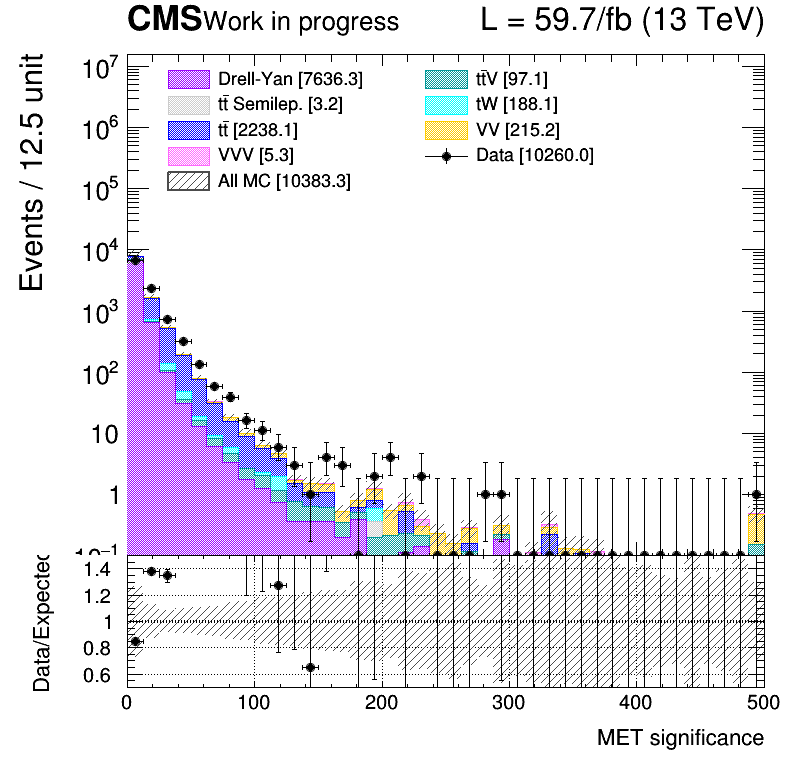 CMS Work in progress L = 59.7/fb (13 TeV)
Events / 12.5 unit
10⁷
10⁶
10⁵
10⁴
10³
10²
10
1
10⁻¹
Drell-Yan [7636.3]
tt̄ Semilep. [3.2]
tt̄ [2238.1]
VVV [5.3]
All MC [10383.3]
tt̄V [97.1]
tW [188.1]
VV [215.2]
Data [10260.0]
Data/Expected
1.4
1.2
1
0.8
0.6
0 100 200 300 400 500
MET significance